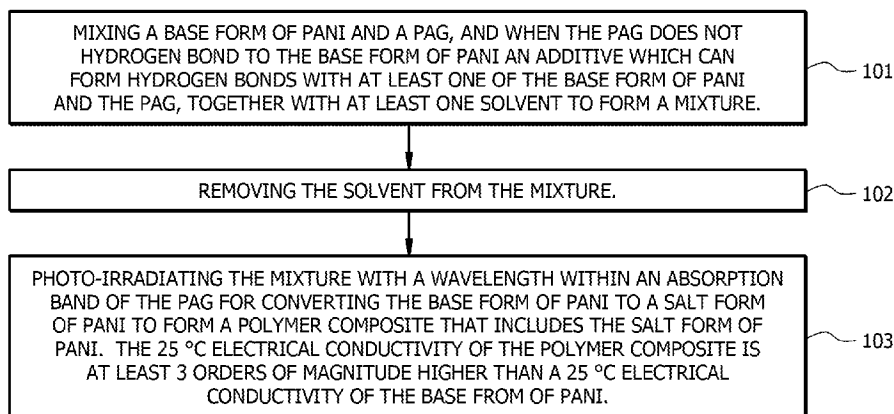 MIXING A BASE FORM OF PANI AND A PAG, AND WHEN THE PAG DOES NOT
HYDROGEN BOND TO THE BASE FORM OF PANI AN ADDITIVE WHICH CAN
FORM HYDROGEN BONDS WITH AT LEAST ONE OF THE BASE FORM OF PANI
AND THE PAG, TOGETHER WITH AT LEAST ONE SOLVENT TO FORM A MIXTURE.
101
REMOVING THE SOLVENT FROM THE MIXTURE.
102
PHOTO-IRRADIATING THE MIXTURE WITH A WAVELENGTH WITHIN AN ABSORPTION
BAND OF THE PAG FOR CONVERTING THE BASE FORM OF PANI TO A SALT FORM
OF PANI TO FORM A POLYMER COMPOSITE THAT INCLUDES THE SALT FORM OF
PANI. THE 25 °C ELECTRICAL CONDUCTIVITY OF THE POLYMER COMPOSITE IS
AT LEAST 3 ORDERS OF MAGNITUDE HIGHER THAN A 25 °C ELECTRICAL
CONDUCTIVITY OF THE BASE FROM OF PANI.
103